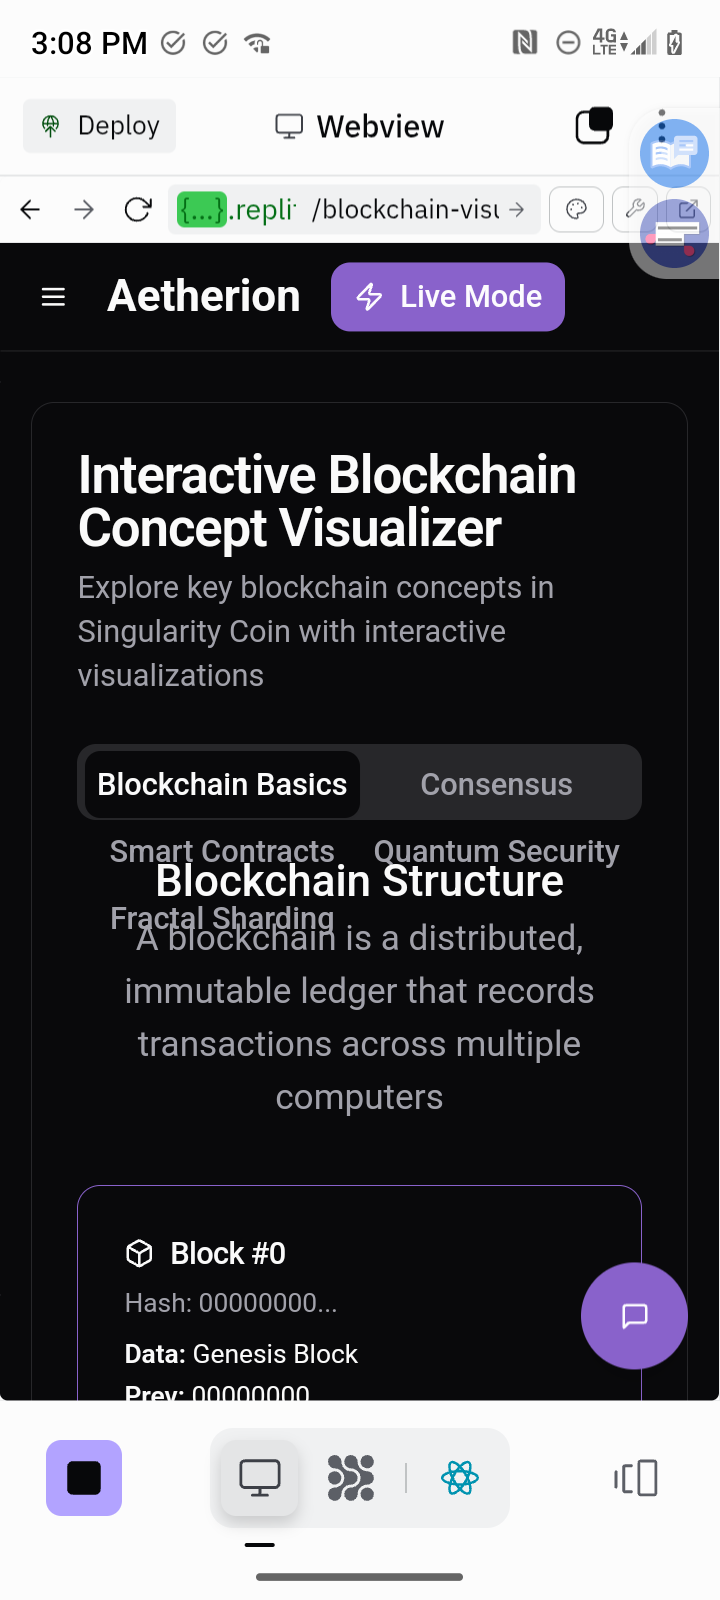 3:08 PM
4G
LTE
Deploy
Webview
{...}.repli
/blockchain-visu
Aetherion
Live Mode
Interactive Blockchain
Concept Visualizer
Explore key blockchain concepts in
Singularity Coin with interactive
visualizations
Blockchain Basics
Consensus
Smart Contracts
Quantum Security
Blockchain Structure
Fractal Sharding
A blockchain is a distributed,
immutable ledger that records
transactions across multiple
computers
Block #0
Hash: 00000000...
Data: Genesis Block
Prev: 00000000